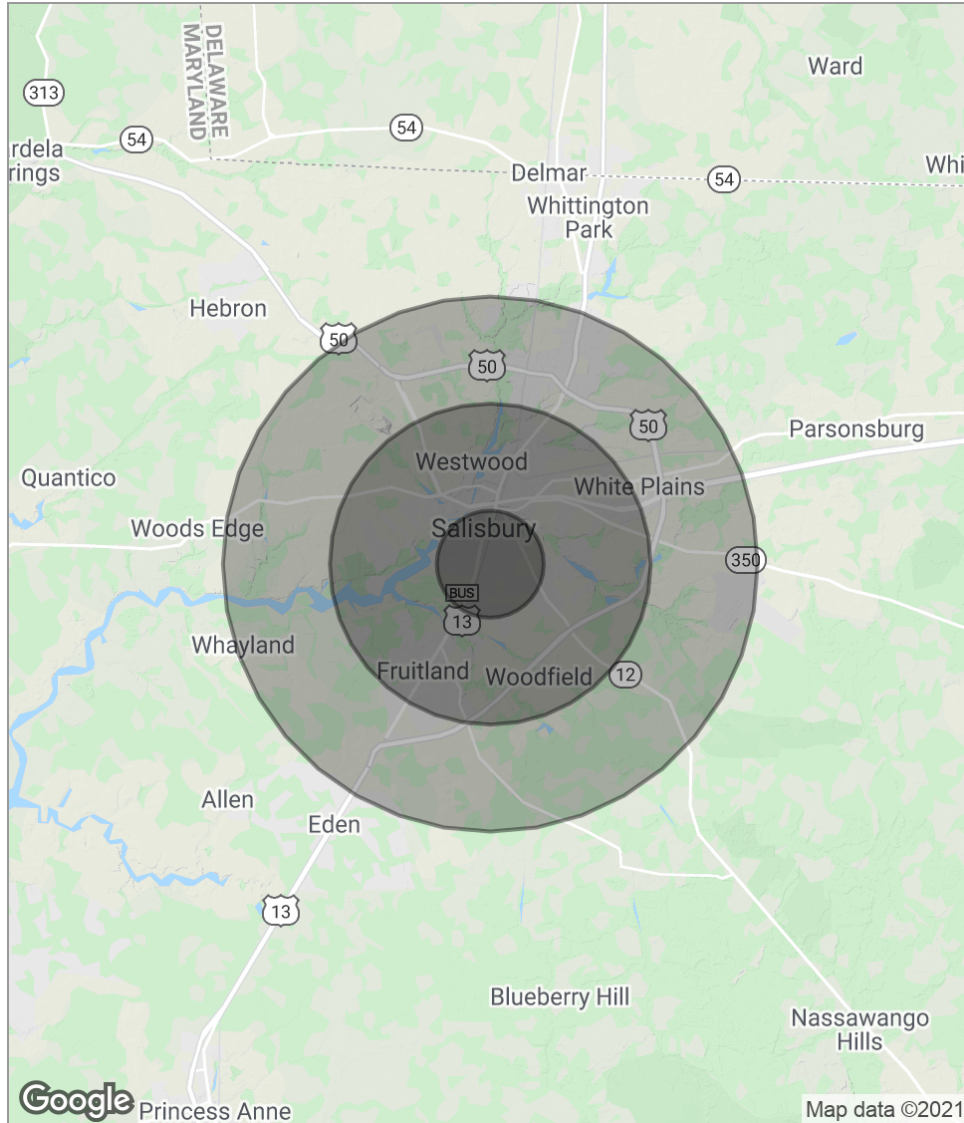 DELAWARE
MARYLAND
Ward
313
54
54
rdela
rings
Delmar
54
Whi
Whittington
Park
Hebron
50
50
50
Parsonsburg
Westwood
Quantico
White Plains
Woods Edge
Salisbury
350
BUS
13
Whayland
Fruitland
Woodfield
12
Allen
Eden
13
Blueberry Hill
Nassawango
Hills
Google
Princess Anne
Map data ©2021